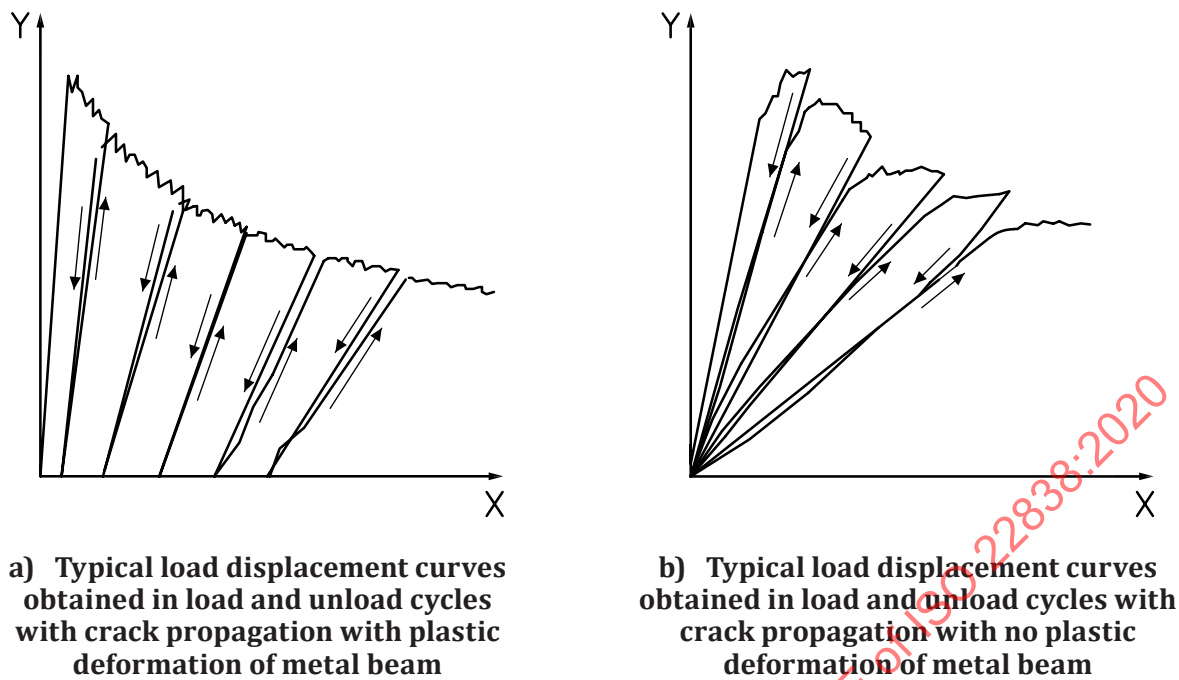 Y
X
a) Typical load displacement curves
obtained in load and unload cycles
with crack propagation with plastic
deformation of metal beam
Y
X
b) Typical load displacement curves
obtained in load and unload cycles with
crack propagation with no plastic
deformation of metal beam
F of ISO 22838:2020